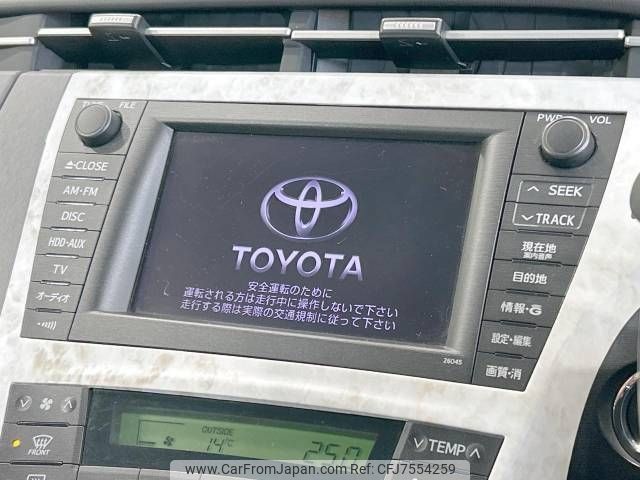 FILE
PWR
VOL
CLOSE
AM・FM
DISC
HDD・AUX
TV
オーディオ
SEEK
TRACK
現在地
案内音声
目的地
情報・G
設定・編集
画質・消
TOYOTA
安全運転のために
運転される方は走行中に操作しないで下さい
走行する際は実際の交通規制に従って下さい
26045
OUTSIDE
14℃
25.0
TEMP
FRONT
© CarFromJapan.com - CFJ7554259